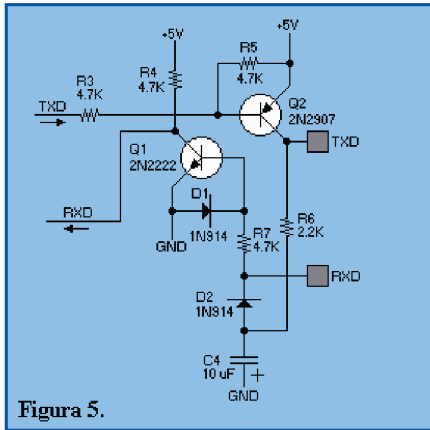 +5V
+5V
R5
4.7K
R4
4.7K
R3
4.7K
TXD
Q2
2N2907
TXD
Q1
2N2222
D1
1N914
GND
RXD
R7
4.7K
R6
2.2K
RXD
D2
1N914
C4
10 uF
+
GND
Figura 5.